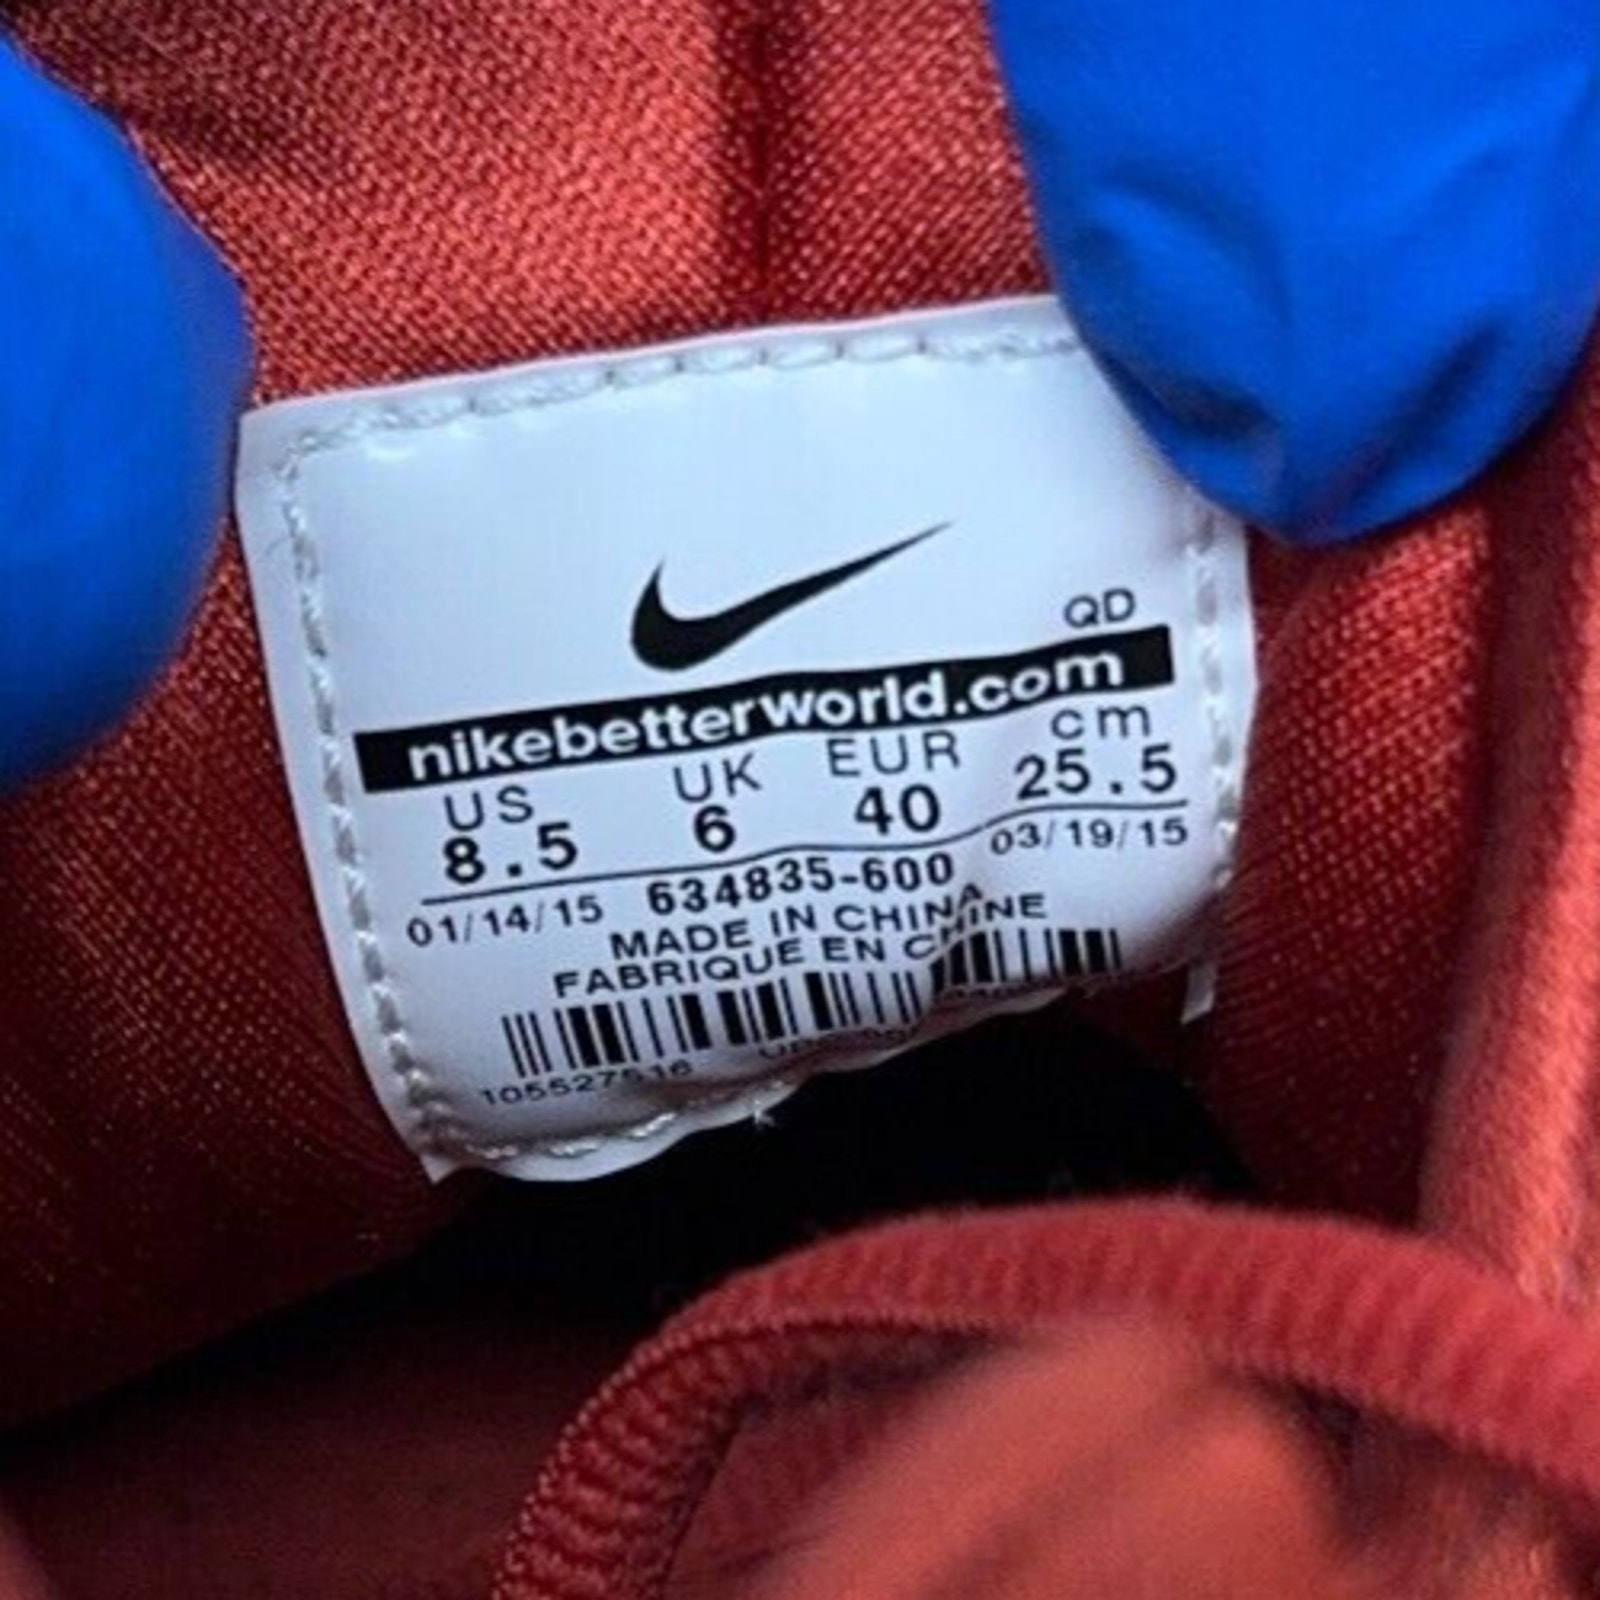 QD
nikebetterworld.com
US UK EUR cm
8.5 6 40 25.5
01/14/15 634835-600 03/19/15
MADE IN CHINA
FABRIQUE EN CHINE